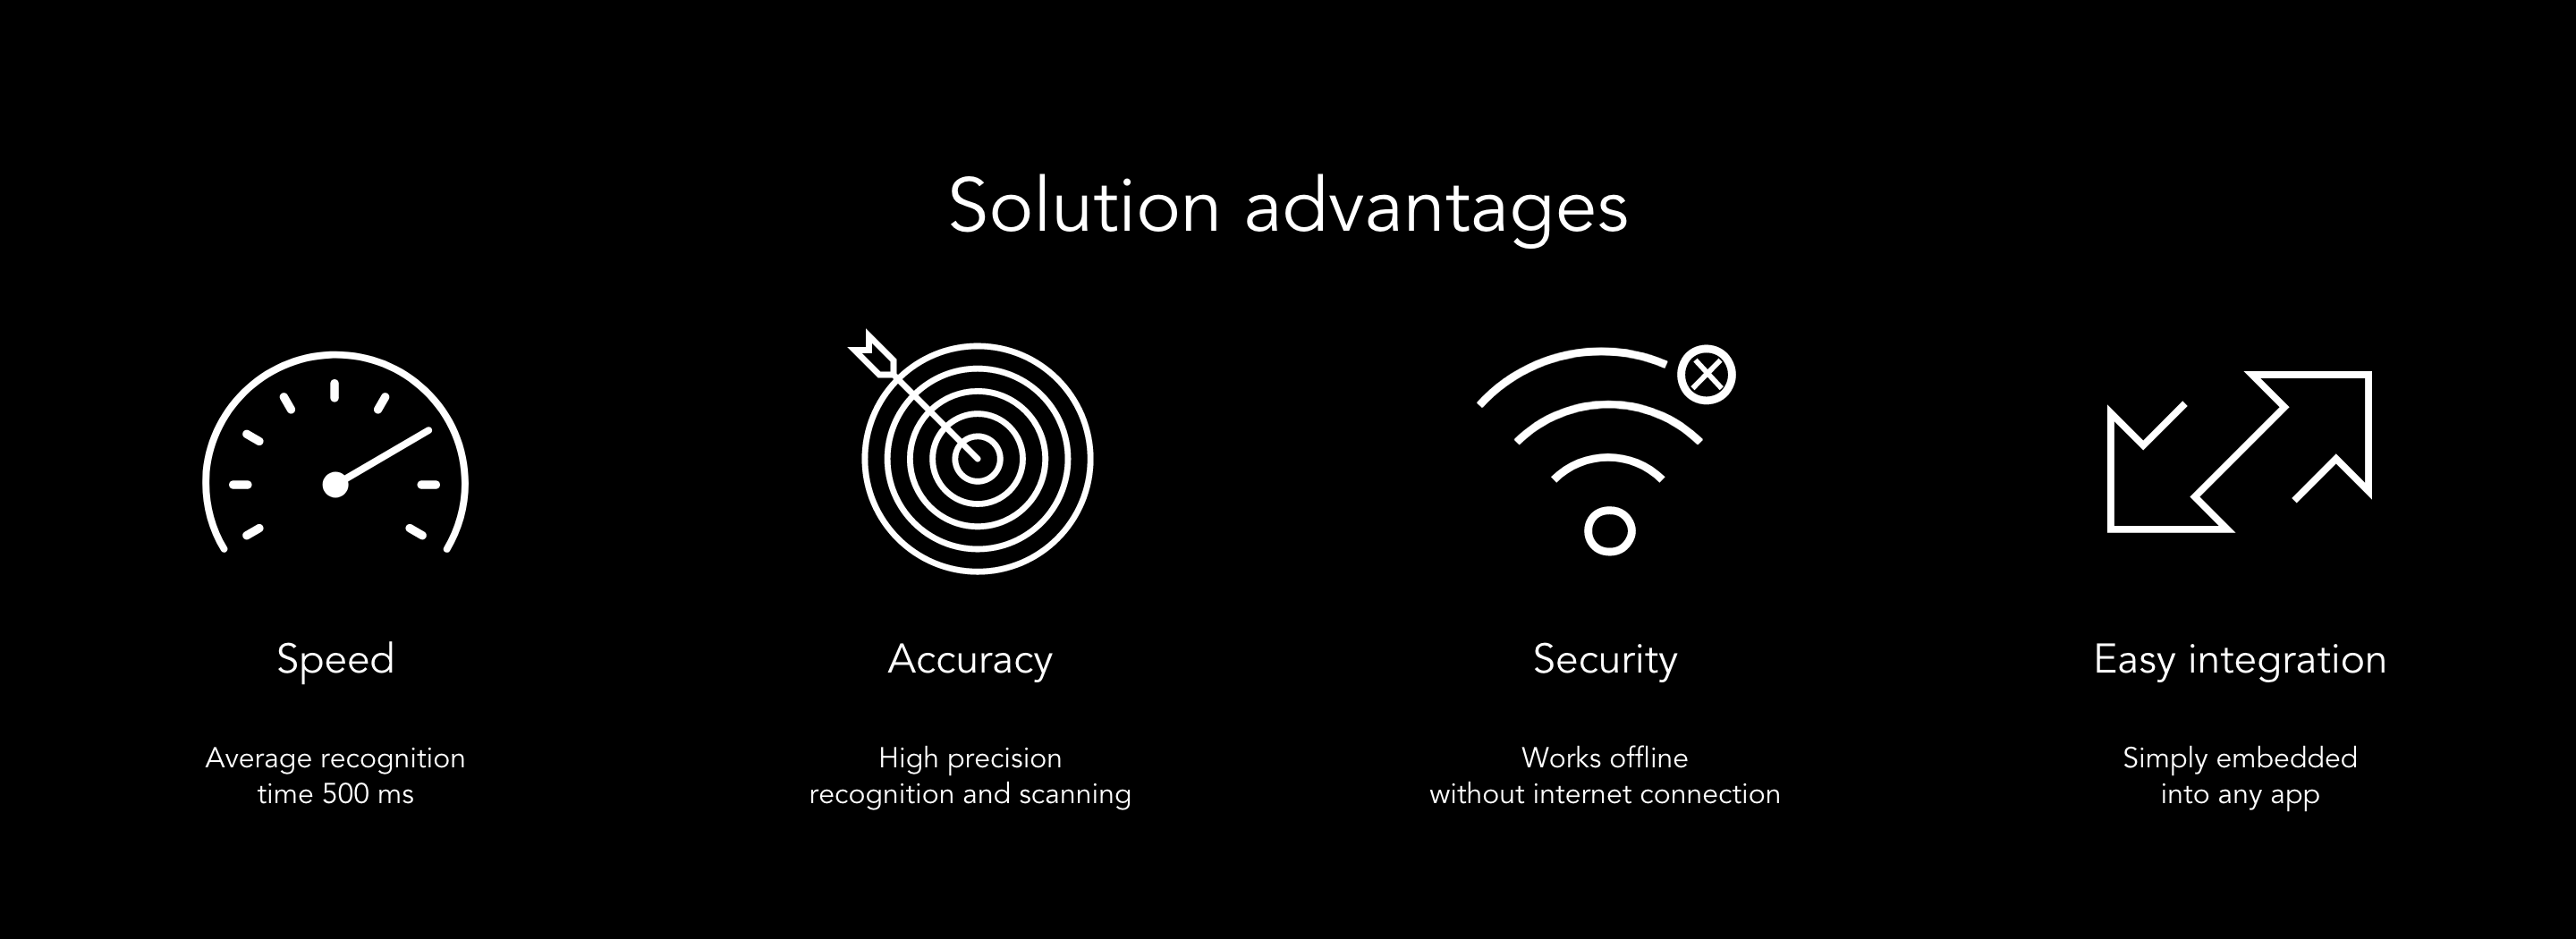 Solution advantages
Speed
Average recognition
time 500 ms
Accuracy
High precision
recognition and scanning
Security
Works offline
without internet connection
Easy integration
Simply embedded
into any app